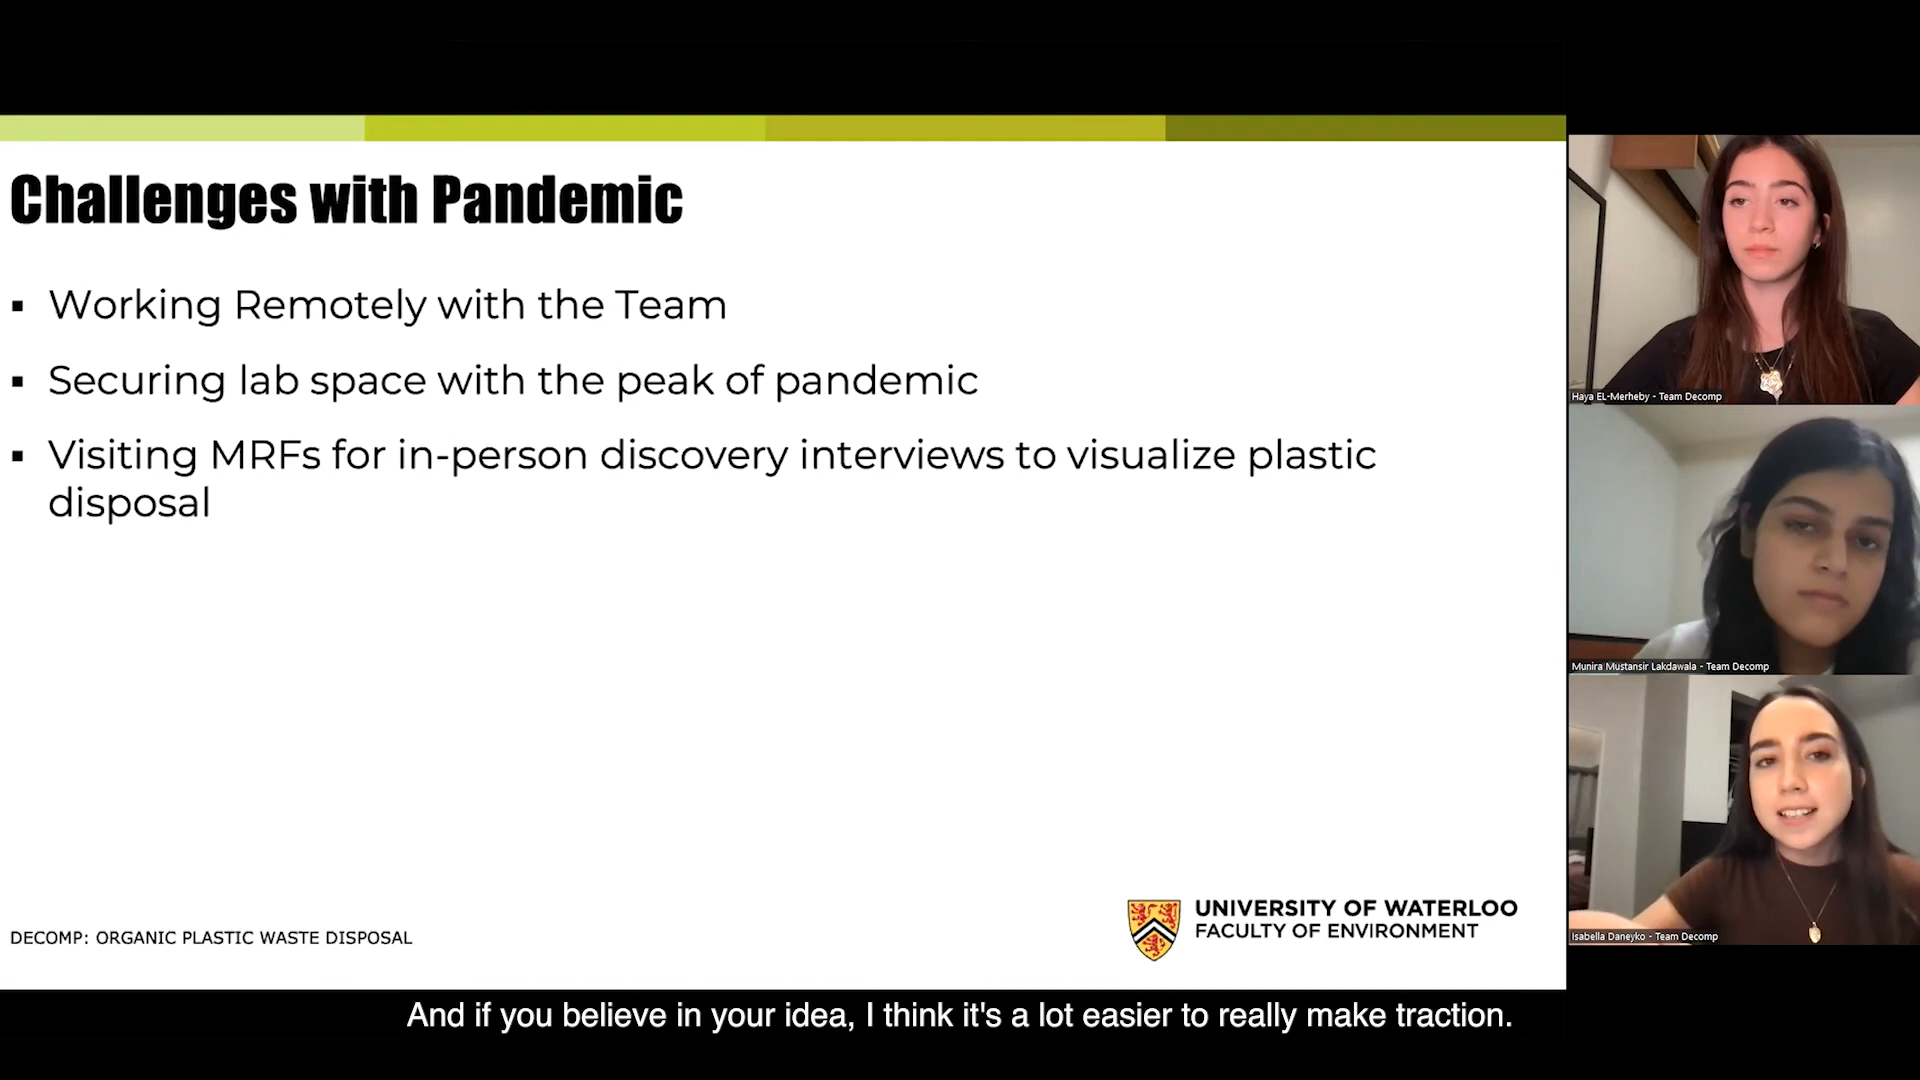 Challenges with Pandemic
▪ Working Remotely with the Team
▪ Securing lab space with the peak of pandemic
▪ Visiting MRFs for in-person discovery interviews to visualize plastic
disposal
DECOMP: ORGANIC PLASTIC WASTE DISPOSAL
UNIVERSITY OF WATERLOO
FACULTY OF ENVIRONMENT
Haya EL-Merheby - Team Decomp
Munira Mustansir Lakdawala - Team Decomp
Isabella Daneyko - Team Decomp
And if you believe in your idea, I think it's a lot easier to really make traction.